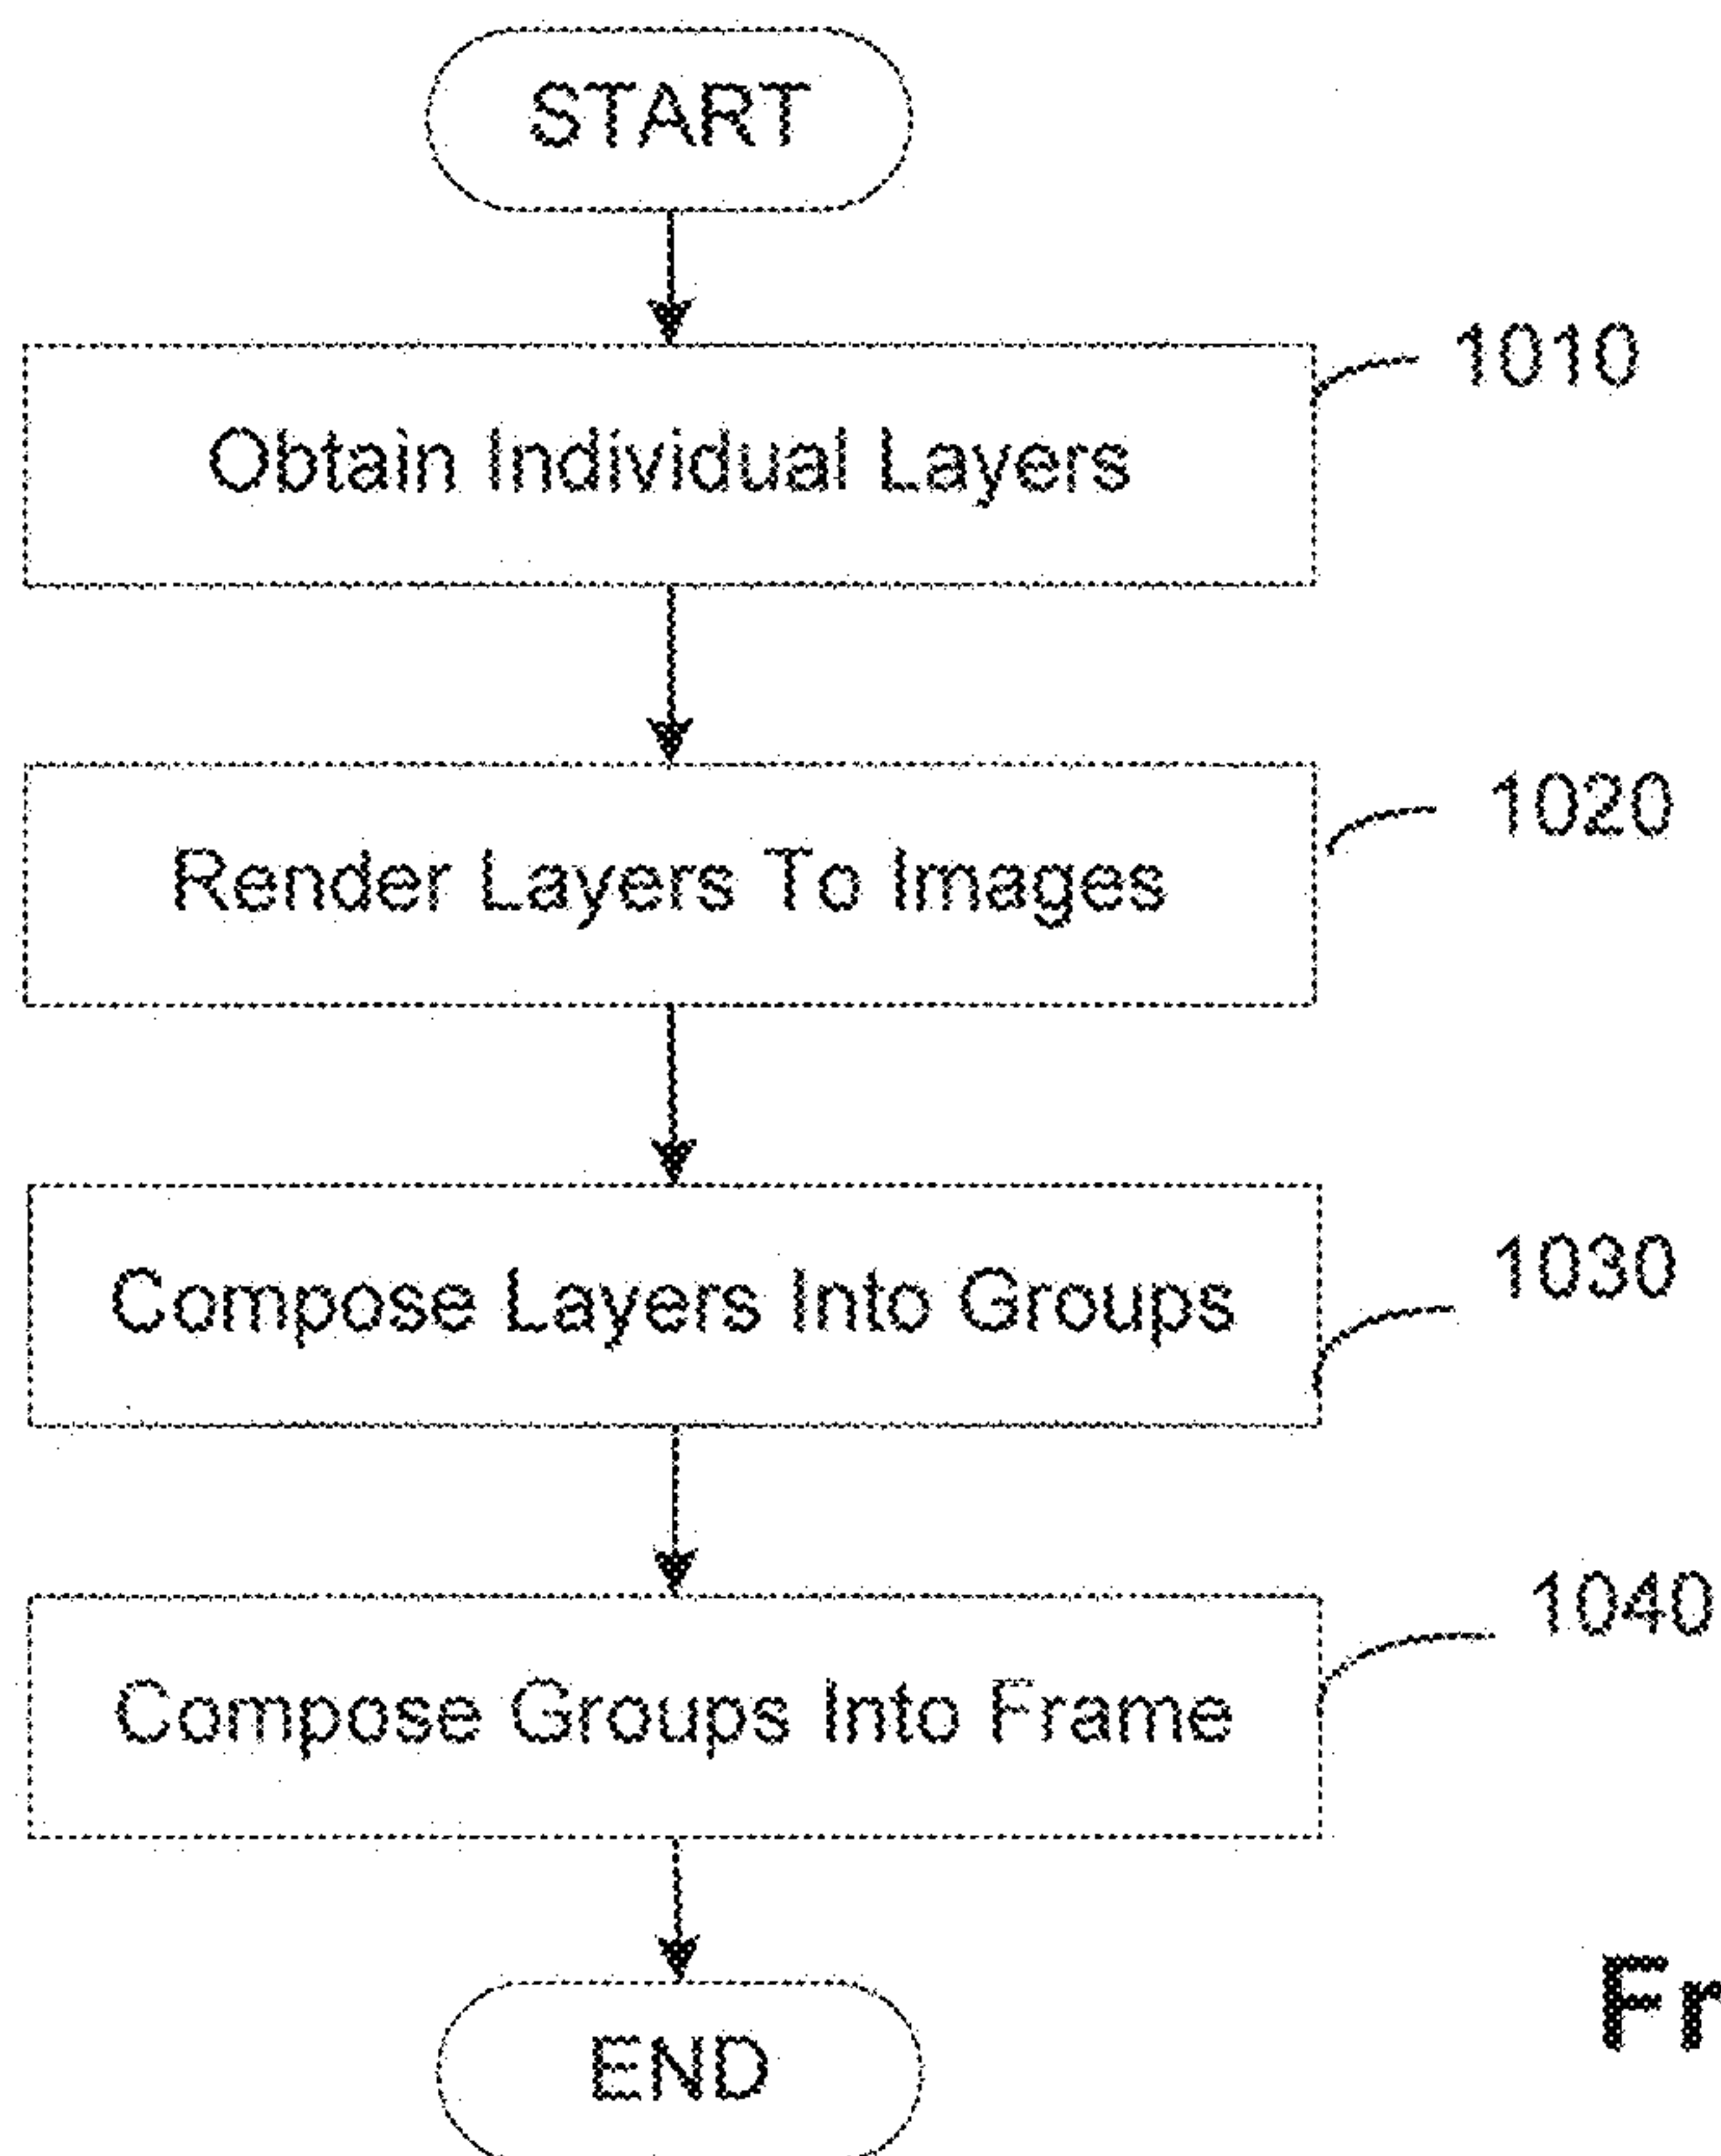 START
1010
Obtain Individual Layers
1020
Render Layers To Images
1030
Compose Layers Into Groups
1040
Compose Groups Into Frame
Fr
END